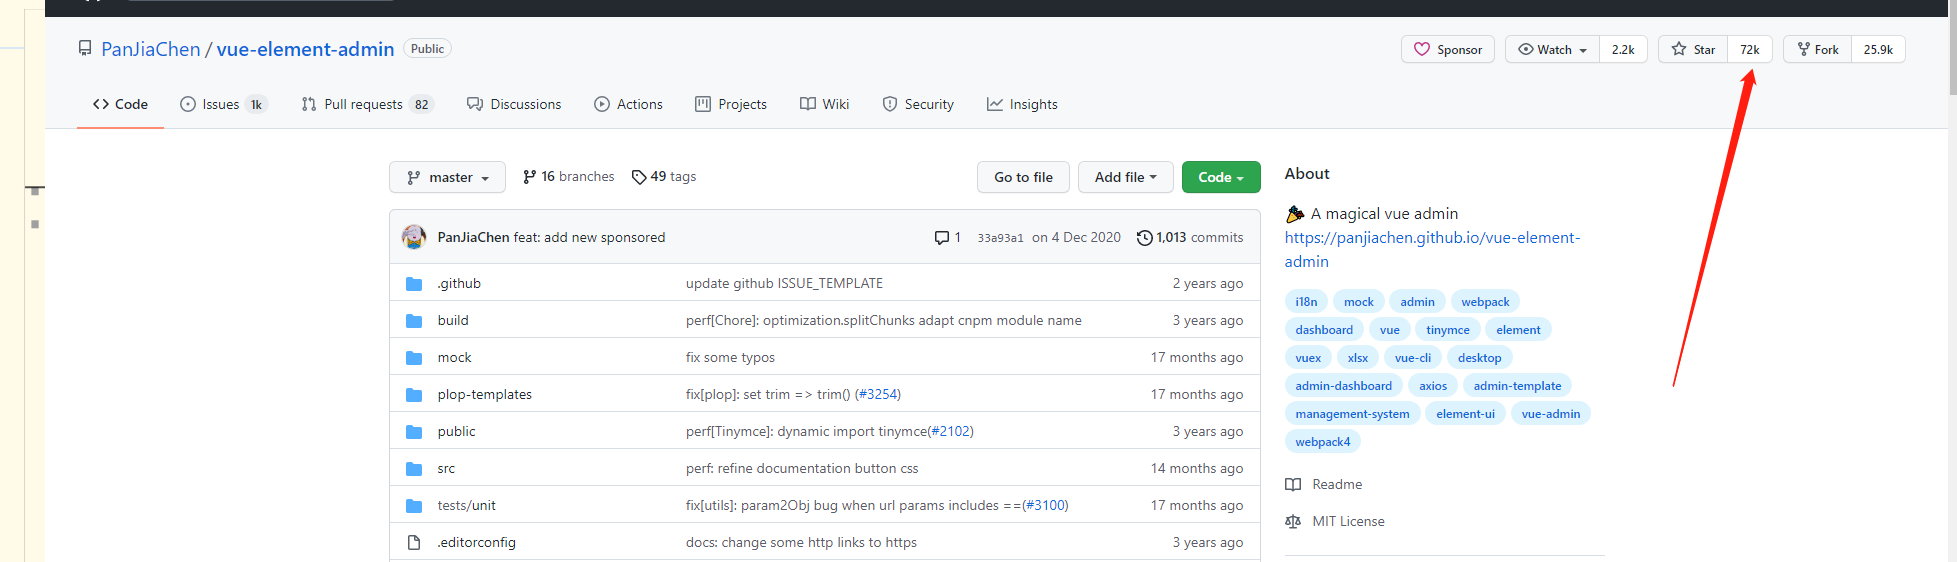 PanJiaChen / vue-element-admin Public Sponsor Watch 2.2k Star 72k Fork 25.9k
Code Issues 1k Pull requests 82 Discussions Actions Projects Wiki Security Insights
master 16 branches 49 tags Go to file Add file Code
PanJiaChen feat: add new sponsored 1 33a93a1 on 4 Dec 2020 1,013 commits
.github update github ISSUE_TEMPLATE 2 years ago
build perf[Chore]: optimization.splitChunks adapt cnpm module name 3 years ago
mock fix some typos 17 months ago
plop-templates fix[plop]: set trim => trim() (#3254) 17 months ago
public perf[Tinymce]: dynamic import tinymce(#2102) 3 years ago
src perf: refine documentation button css 14 months ago
tests/unit fix[utils]: param2Obj bug when url params includes ==(#3100) 17 months ago
.editorconfig docs: change some http links to https 3 years ago
About
A magical vue admin
https://panjiachen.github.io/vue-element-
admin
i18n mock admin webpack
dashboard vue tinymce element
vuex xlsx vue-cli desktop
admin-dashboard axios admin-template
management-system element-ui vue-admin
webpack4
Readme
MIT License